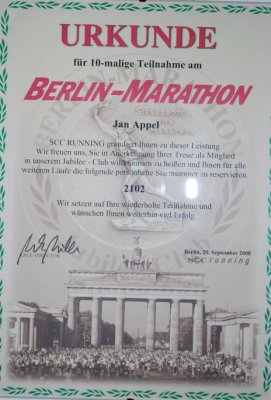 URKUNDE
für 10-malige Teilnahme am
BERLIN-MARATHON
Jan Appel
SCC RUNNING gratuliert Ihnen zu dieser Leistung.
Wir freuen uns, Sie in Anerkennung Ihrer Treue als Mitglied
in unserem Jubilee - Club willkommen zu heißen und Ihnen für alle
weiteren Läufe die folgende persönliche Startnummer zu reservieren.
2102
Wir setzen auf Ihre wiederholte Teilnahme und
wünschen Ihnen weiterhin viel Erfolg.
Berlin, 20. September 2008
RACE DIRECTOR
SCC running